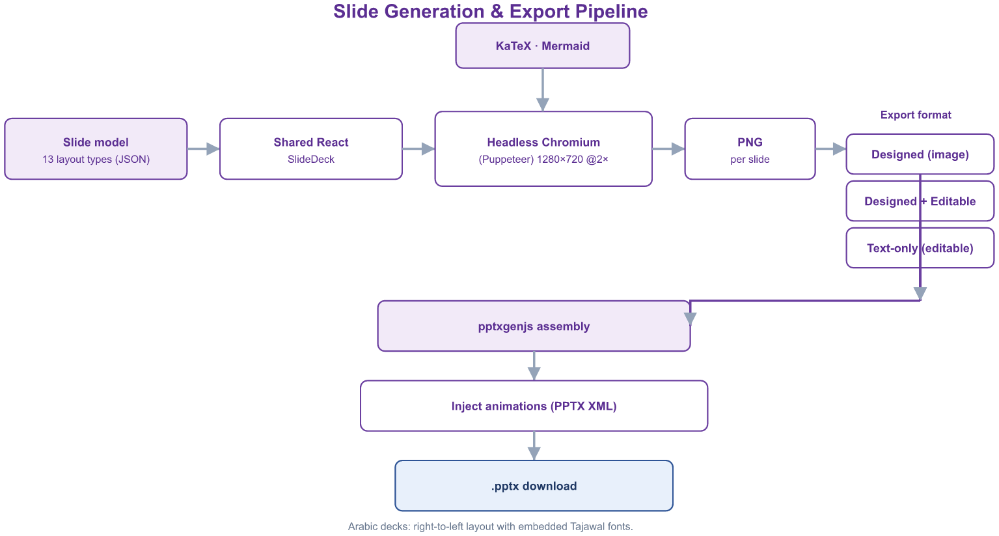 Slide Generation & Export Pipeline
KaTeX · Mermaid
Slide model
13 layout types (JSON)
Shared React
SlideDeck
Headless Chromium
(Puppeteer) 1280×720 @2×
PNG
per slide
Export format
Designed (image)
Designed + Editable
Text-only (editable)
pptxgenjs assembly
Inject animations (PPTX XML)
.pptx download
Arabic decks: right-to-left layout with embedded Tajawal fonts.